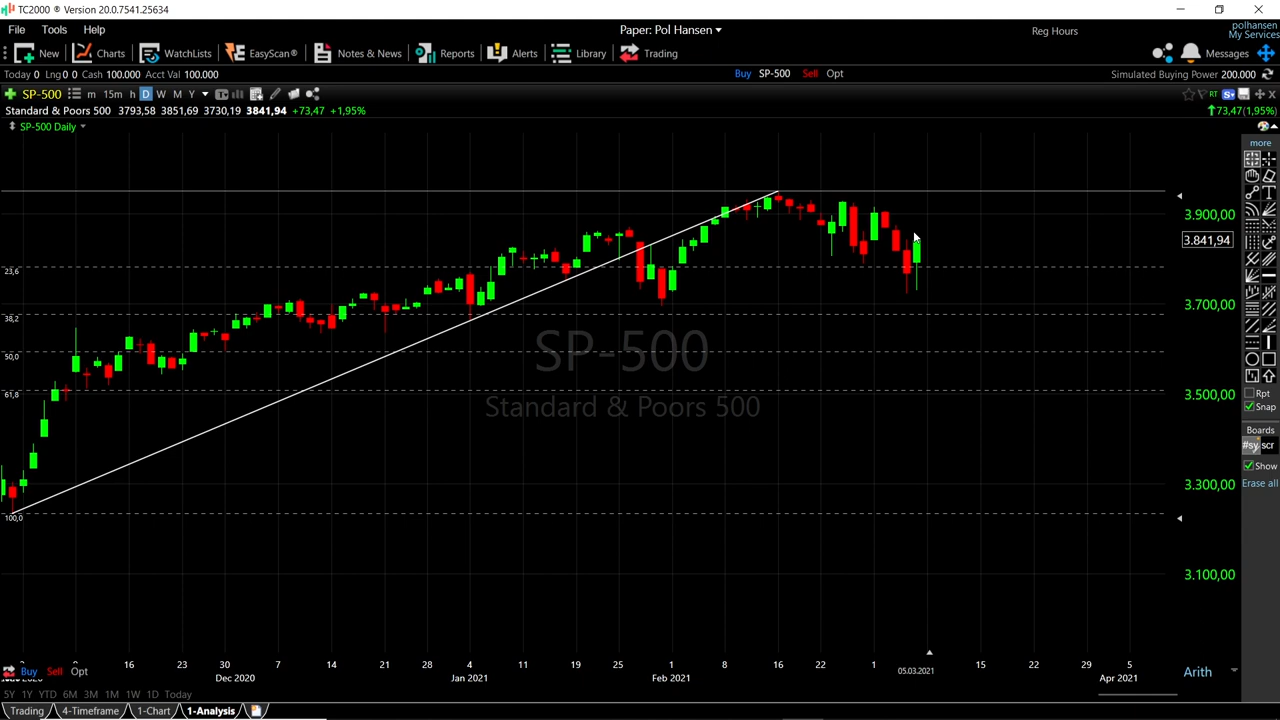 TC2000 ® Version 20.0.7541.25634
File Tools Help Paper: Pol Hansen Reg Hours polhansen
My Services
New Charts WatchLists EasyScan® Notes & News Reports Alerts Library Trading Messages
Today 0 Lng 0 0 Cash 100.000 Acct Val 100.000 Buy SP-500 Sell Opt Simulated Buying Power 200.000
SP-500 m 15m h D W M Y RT
Standard & Poors 500 3793,58 3851,69 3730,19 3841,94 +73,47 +1,95% 73,47(1,95%)
SP-500 Daily
more
3.900,00
3.841,94
23,6
3.700,00
38,2
SP-500
50,0
61,8
3.500,00
Rpt
Standard & Poors 500
Snap
Boards
#sy scr
Show
3.300,00
Erase all
100,0
3.100,00
Buy Sell Opt
16 23 30 7 14 21 28 4 11 19 25 1 8 16 22 1 05.03.2021 15 22 29 5
Dec 2020 Jan 2021 Feb 2021 Apr 2021
Arith
5Y 1Y YTD 6M 3M 1M 1W 1D Today
Trading 4-Timeframe 1-Chart 1-Analysis